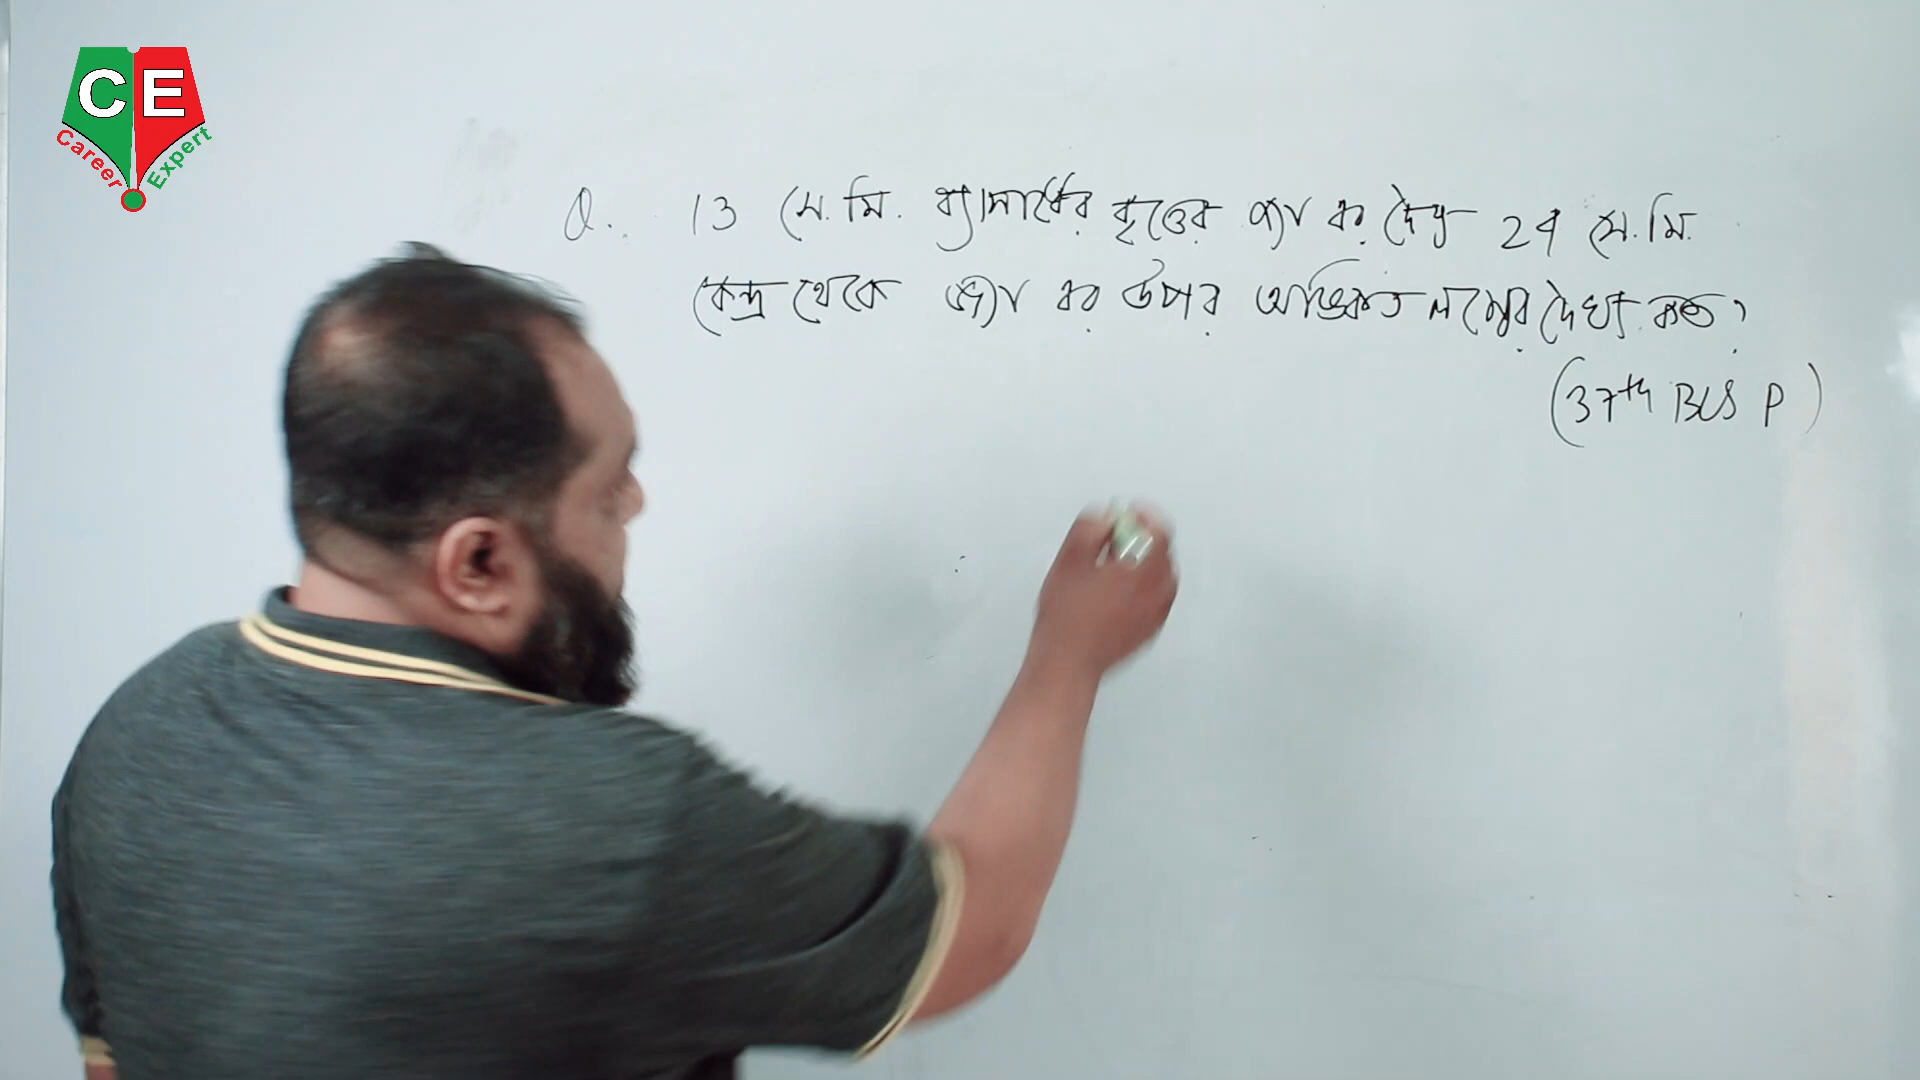 CE
Career Expert
Q. 13 সে.মি. ব্যাসার্ধের বৃত্তের জ্যা এর দৈর্ঘ্য 24 সে.মি.
কেন্দ্র থেকে জ্যা এর উপর অঙ্কিত লম্বের দৈর্ঘ্য কত?
(37th BCS P)